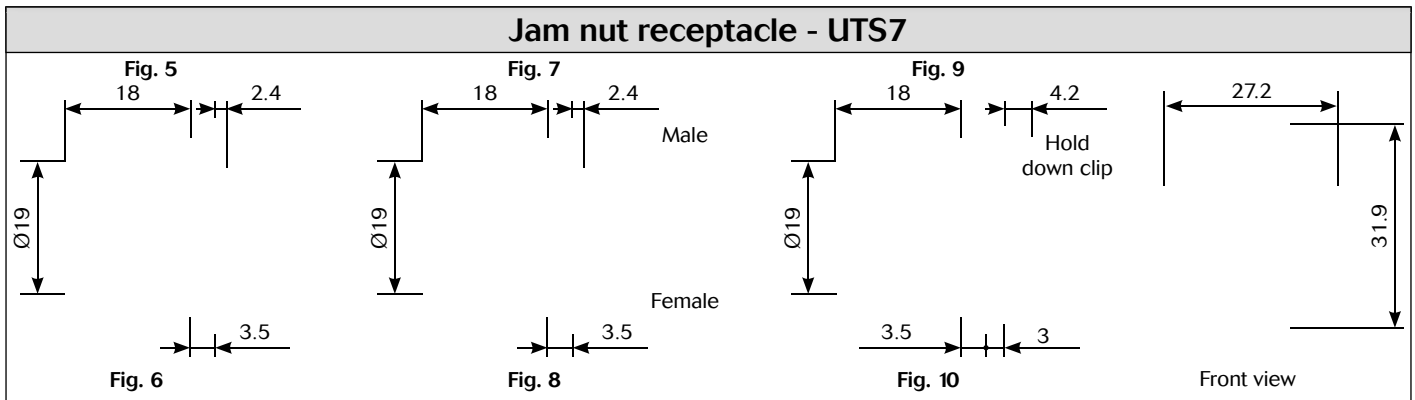 Jam nut receptacle - UTS7
Fig. 5
Fig. 7
Fig. 9
18
2.4
18
2.4
18
4.2
27.2
Male
Hold
down clip
Ø19
Ø19
Ø19
31.9
Female
3.5
3.5
3.5
3
Fig. 6
Fig. 8
Fig. 10
Front view